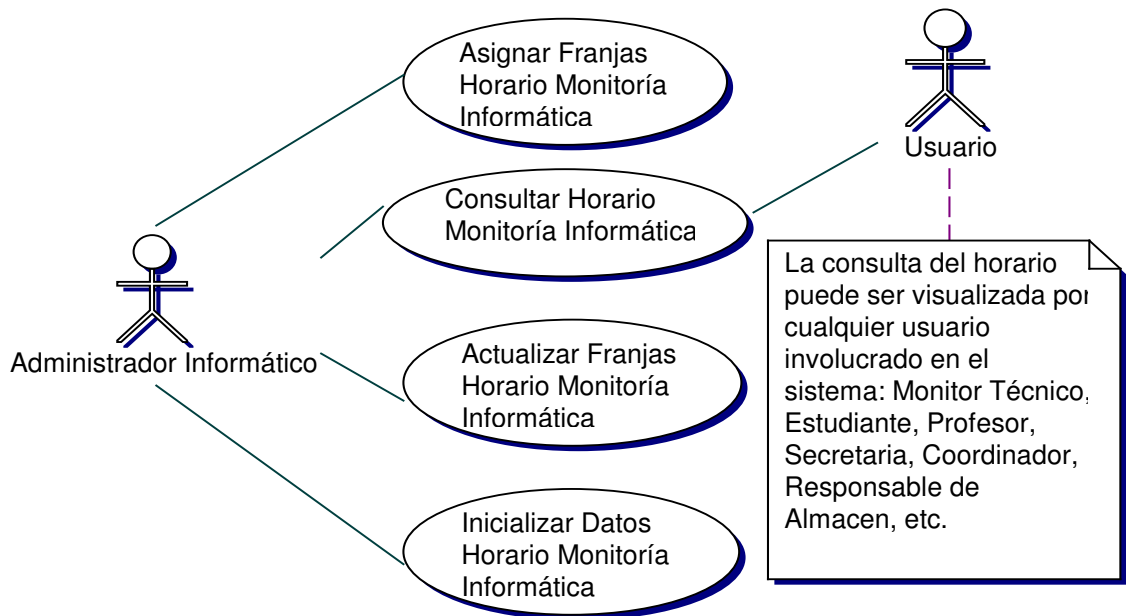 Asignar Franjas
Horario Monitoría
Informática
Usuario
Consultar Horario
Monitoría Informática
Administrador Informático
La consulta del horario
puede ser visualizada por
cualquier usuario
involucrado en el
sistema: Monitor Técnico,
Estudiante, Profesor,
Secretaria, Coordinador,
Responsable de
Almacen, etc.
Actualizar Franjas
Horario Monitoría
Informática
Inicializar Datos
Horario Monitoría
Informática